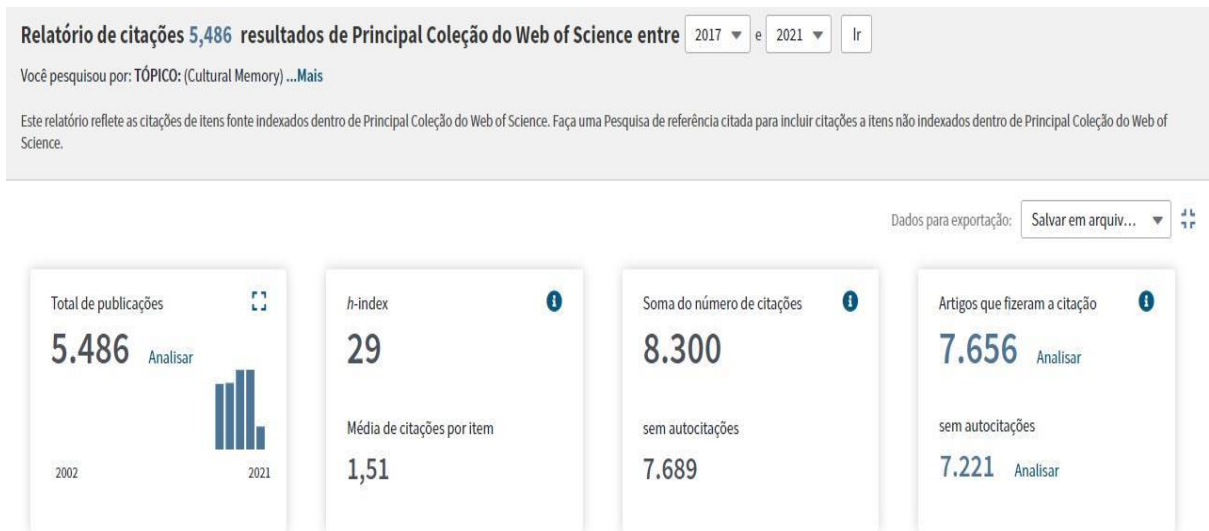 Relatório de citações 5,486 resultados de Principal Coleção do Web of Science entre 2017 e 2021 Ir
Você pesquisou por: TÓPICO: (Cultural Memory) ...Mais
Este relatório reflete as citações de itens fonte indexados dentro de Principal Coleção do Web of Science. Faça uma Pesquisa de referência citada para incluir citações a itens não indexados dentro de Principal Coleção do Web of
Science.
Dados para exportação: Salvar em arquiv...
Total de publicações
5.486 Analisar
2002 2021
h-index
29
Média de citações por item
1,51
Soma do número de citações
8.300
sem autocitações
7.689
Artigos que fizeram a citação
7.656 Analisar
sem autocitações
7.221 Analisar